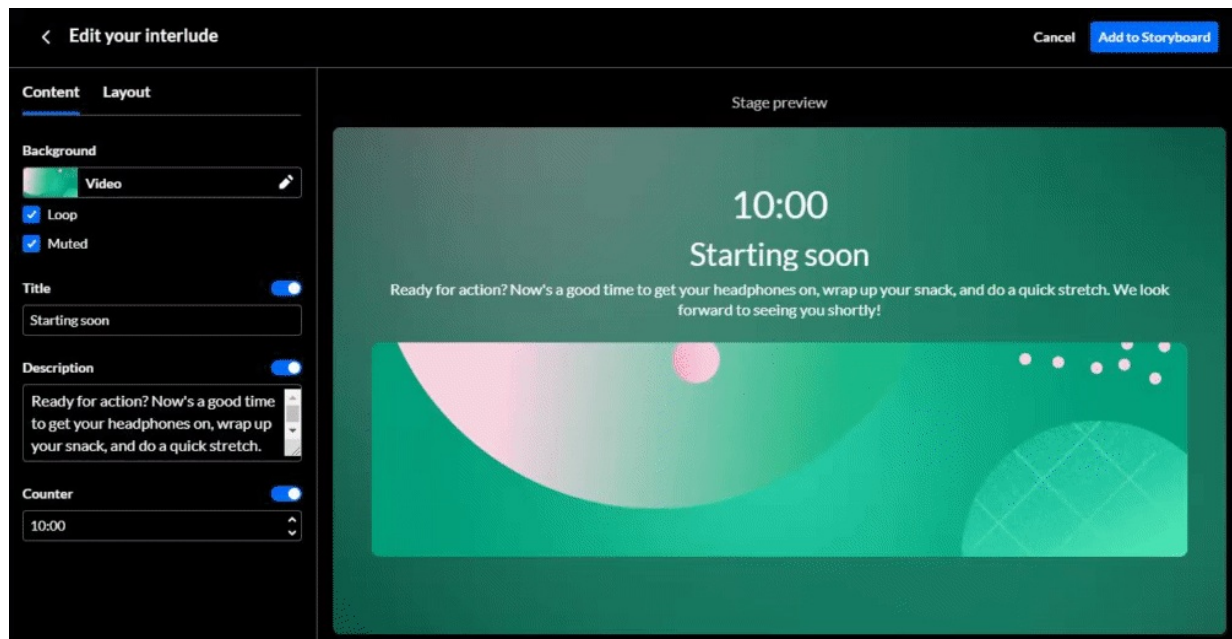 Edit your interlude
Cancel
Add to Storyboard
Content
Layout
Stage preview
Background
Video
Loop
Muted
Title
Starting soon
Description
Ready for action? Now's a good time
to get your headphones on, wrap up
your snack, and do a quick stretch.
Counter
10:00
10:00
Starting soon
Ready for action? Now's a good time to get your headphones on, wrap up your snack, and do a quick stretch. We look
forward to seeing you shortly!